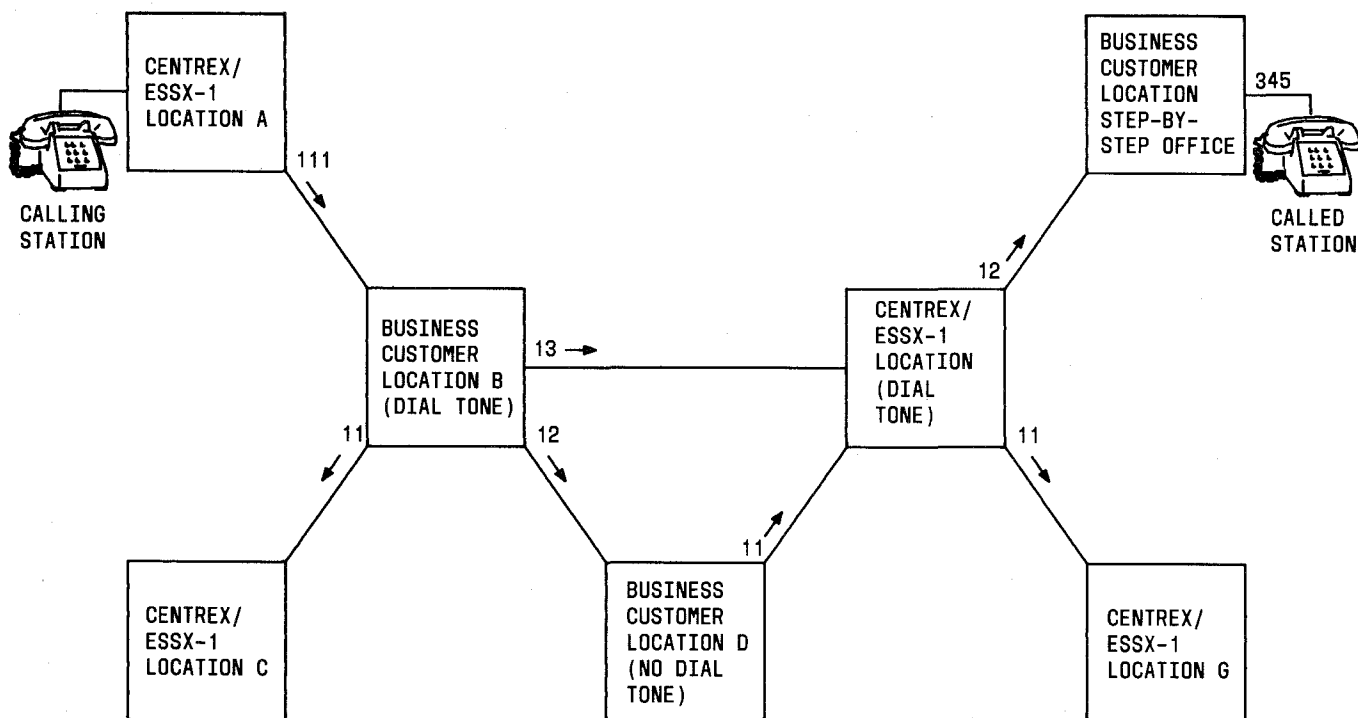 CENTREX/
ESSX-1
LOCATION A
CALLING
STATION
111
BUSINESS
CUSTOMER
LOCATION
STEP-BY-
STEP OFFICE
345
CALLED
STATION
BUSINESS
CUSTOMER
LOCATION B
(DIAL TONE)
13
11
12
CENTREX/
ESSX-1
LOCATION
(DIAL
TONE)
12
11
CENTREX/
ESSX-1
LOCATION C
BUSINESS
CUSTOMER
LOCATION D
(NO DIAL
TONE)
11
CENTREX/
ESSX-1
LOCATION G